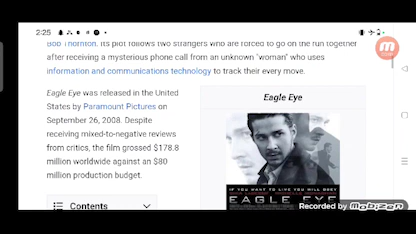 2:25
Bob Thornton. Its plot follows two strangers who are forced to go on the run together
after receiving a mysterious phone call from an unknown "woman" who uses
information and communications technology to track their every move.
Eagle Eye was released in the United
States by Paramount Pictures on
September 26, 2008. Despite
receiving mixed-to-negative reviews
from critics, the film grossed $178.8
million worldwide against an $80
million production budget.
Contents
Eagle Eye
IF YOU WANT TO LIVE YOU WILL OBEY
EAGLE EYE
Recorded by mobizen